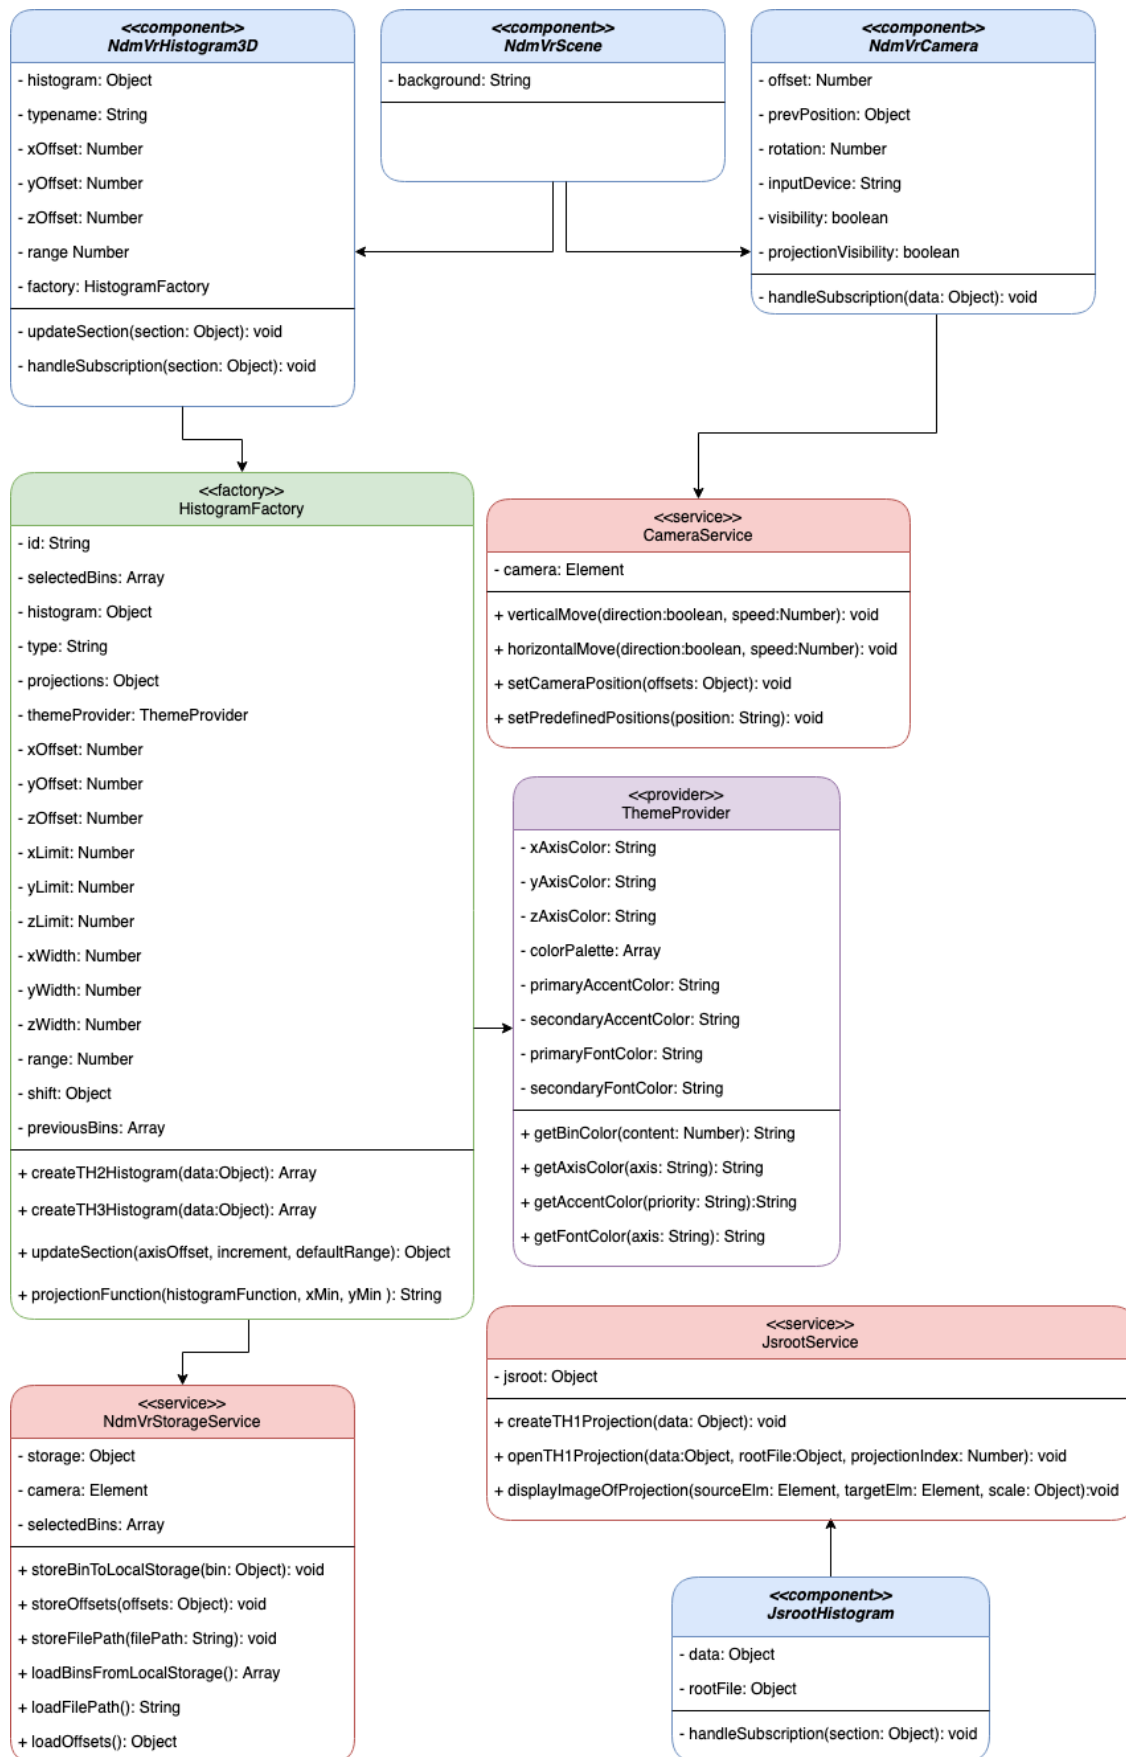 <<component>>
NdmVrHistogram3D
- histogram: Object
- typename: String
- xOffset: Number
- yOffset: Number
- zOffset: Number
- range Number
- factory: HistogramFactory
- updateSection(section: Object): void
- handleSubscription(section: Object): void
<<component>>
NdmVrScene
- background: String
<<component>>
NdmVrCamera
- offset: Number
- prevPosition: Object
- rotation: Number
- inputDevice: String
- visibility: boolean
- projectionVisibility: boolean
- handleSubscription(data: Object): void
<<factory>>
HistogramFactory
- id: String
- selectedBins: Array
- histogram: Object
- type: String
- projections: Object
- themeProvider: ThemeProvider
- xOffset: Number
- yOffset: Number
- zOffset: Number
- xLimit: Number
- yLimit: Number
- zLimit: Number
- xWidth: Number
- yWidth: Number
- zWidth: Number
- range: Number
- shift: Object
- previousBins: Array
+ createTH2Histogram(data:Object): Array
+ createTH3Histogram(data:Object): Array
+ updateSection(axisOffset, increment, defaultRange): Object
+ projectionFunction(histogramFunction, xMin, yMin ): String
<<service>>
CameraService
- camera: Element
+ verticalMove(direction:boolean, speed:Number): void
+ horizontalMove(direction:boolean, speed:Number): void
+ setCameraPosition(offsets: Object): void
+ setPredefinedPositions(position: String): void
<<provider>>
ThemeProvider
- xAxisColor: String
- yAxisColor: String
- zAxisColor: String
- colorPalette: Array
- primaryAccentColor: String
- secondaryAccentColor: String
- primaryFontColor: String
- secondaryFontColor: String
+ getBinColor(content: Number): String
+ getAxisColor(axis: String): String
+ getAccentColor(priority: String):String
+ getFontColor(axis: String): String
<<service>>
NdmVrStorageService
- storage: Object
- camera: Element
- selectedBins: Array
+ storeBinToLocalStorage(bin: Object): void
+ storeOffsets(offsets: Object): void
+ storeFilePath(filePath: String): void
+ loadBinsFromLocalStorage(): Array
+ loadFilePath(): String
+ loadOffsets(): Object
<<service>>
JsrootService
- jsroot: Object
+ createTH1Projection(data: Object): void
+ openTH1Projection(data:Object, rootFile:Object, projectionIndex: Number): void
+ displayImageOfProjection(sourceElm: Element, targetElm: Element, scale: Object):void
<<component>>
JsrootHistogram
- data: Object
- rootFile: Object
- handleSubscription(section: Object): void